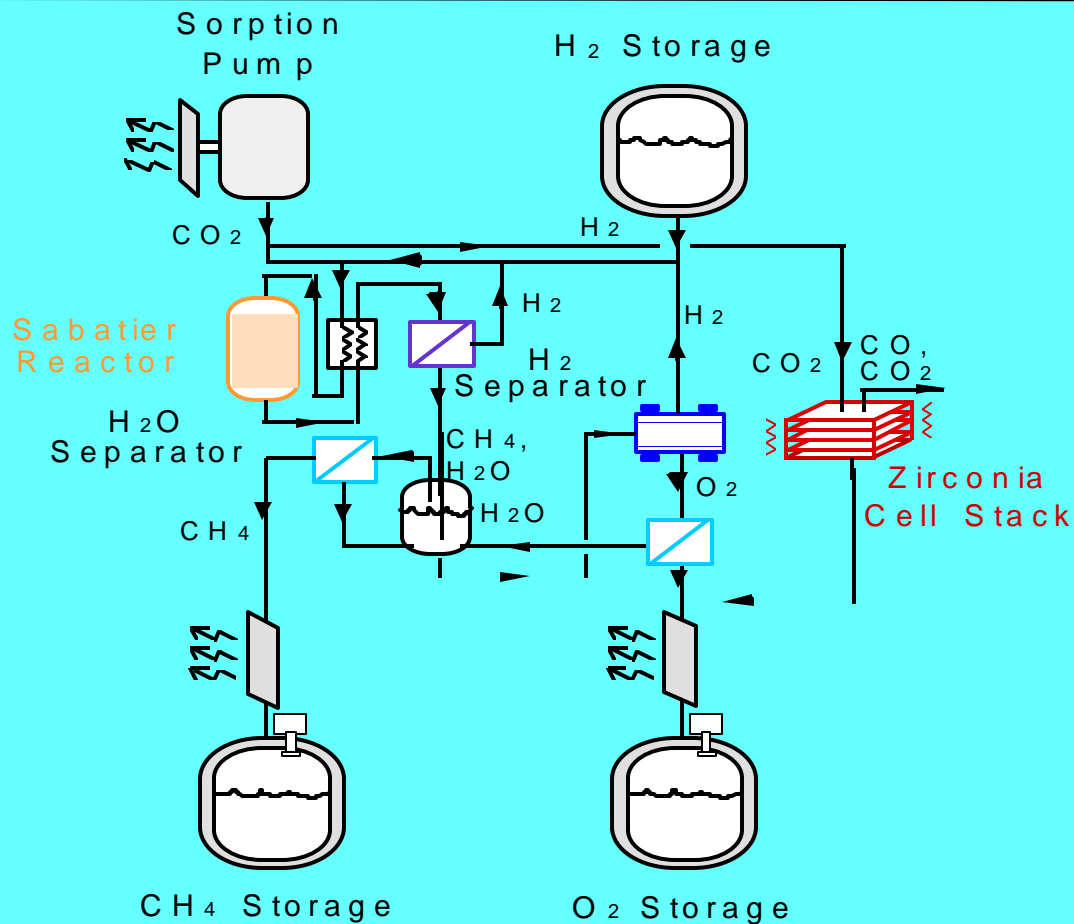 Sorption
Pump
H2 Storage
CO2
H2
H2
H2
Sabatier
Reactor
H2
Separator
CO2
CO,
CO2
H2O
Separator
CH4,
H2O
O2
H2O
Zirconia
Cell Stack
CH4
CH4 Storage
O2 Storage